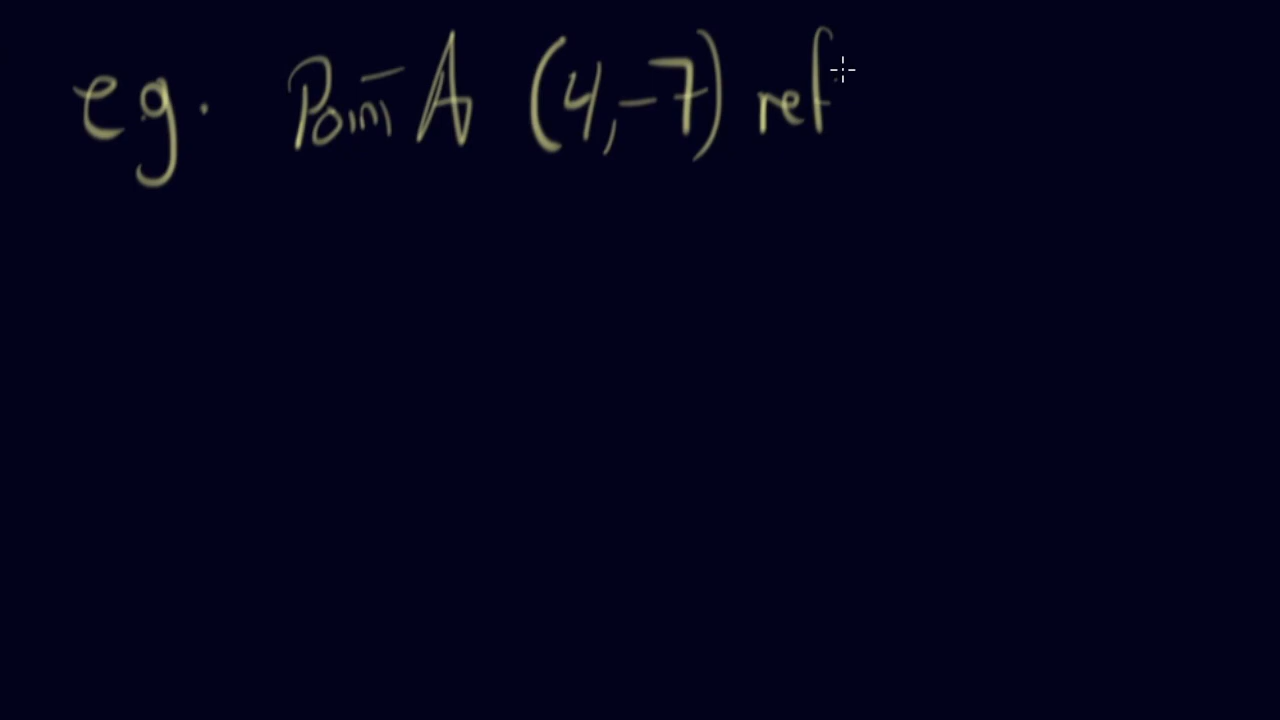 eg. Point A (4,-7) ref